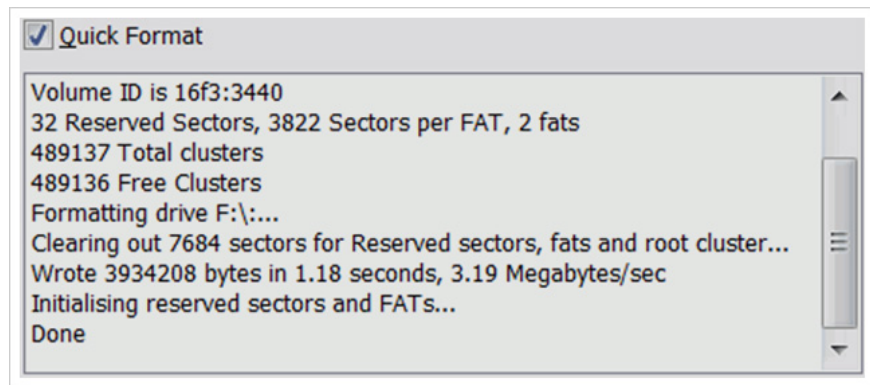 Quick Format
Volume ID is 16f3:3440
32 Reserved Sectors, 3822 Sectors per FAT, 2 fats
489137 Total clusters
489136 Free Clusters
Formatting drive F:\:...
Clearing out 7684 sectors for Reserved sectors, fats and root cluster...
Wrote 3934208 bytes in 1.18 seconds, 3.19 Megabytes/sec
Initialising reserved sectors and FATs...
Done